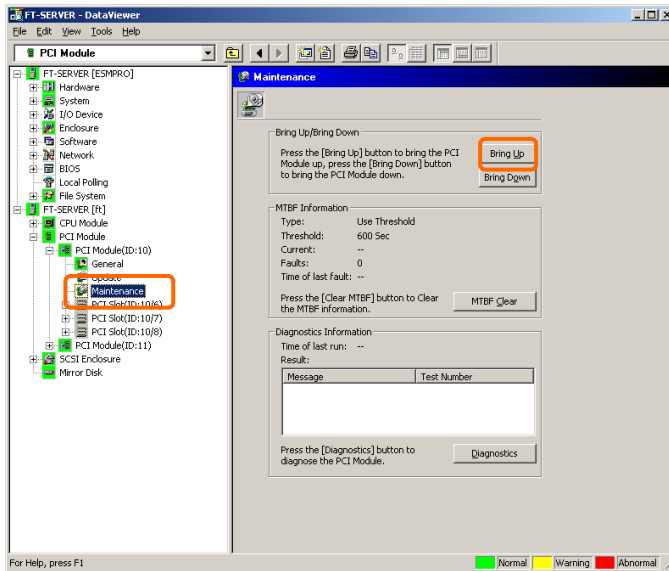 FT-SERVER - DataViewer
File Edit View Tools Help
PCI Module
FT-SERVER [ESMPRO]
Hardware
System
I/O Device
Enclosure
Software
Network
BIOS
Local Polling
File System
FT-SERVER [ft]
CPU Module
PCI Module
PCI Module(ID:10)
General
Update
Maintenance
PCI Slot(ID:10/6)
PCI Slot(ID:10/7)
PCI Slot(ID:10/8)
PCI Module(ID:11)
SCSI Enclosure
Mirror Disk
Maintenance
Bring Up/Bring Down
Press the [Bring Up] button to bring the PCI
Module up, press the [Bring Down] button
to bring the PCI Module down.
Bring Up
Bring Down
MTBF Information
Type: Use Threshold
Threshold: 600 Sec
Current: --
Faults: 0
Time of last fault: --
Press the [Clear MTBF] button to Clear
the MTBF information.
MTBF Clear
Diagnostics Information
Time of last run: --
Result:
Message Test Number
Press the [Diagnostics] button to
diagnose the PCI Module.
Diagnostics
For Help, press F1
Normal Warning Abnormal